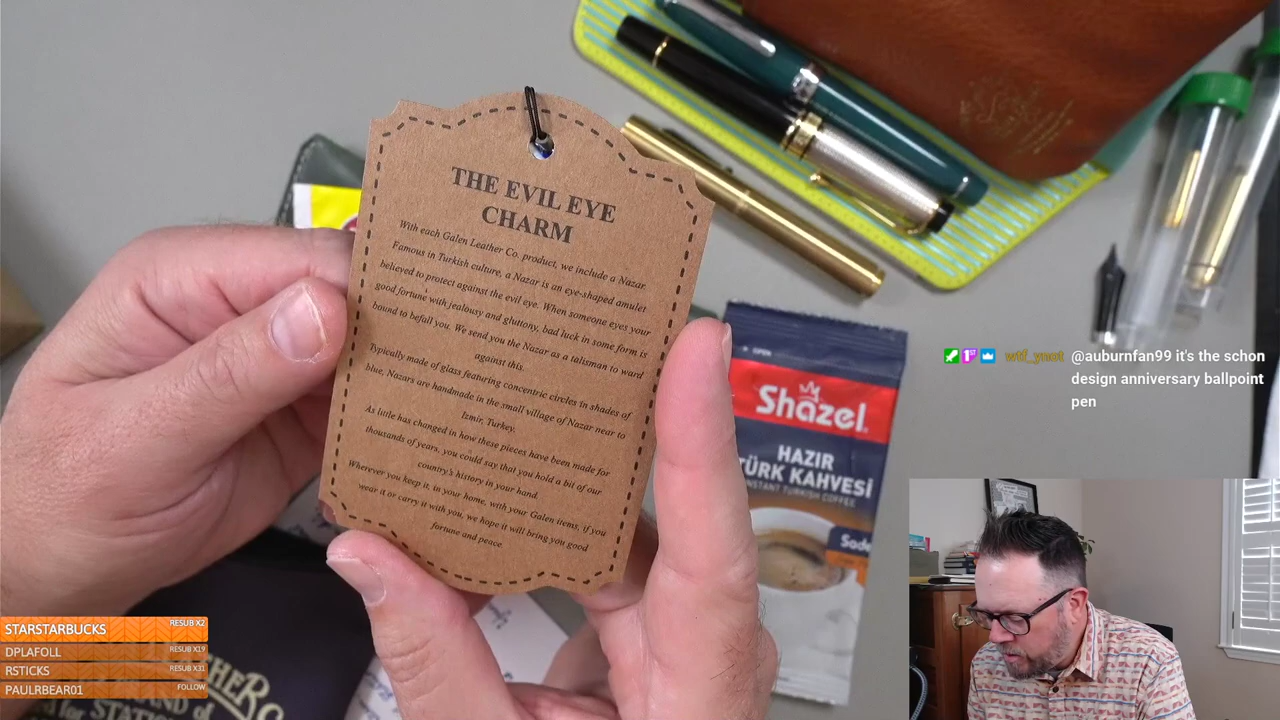 THE EVIL EYE
CHARM
With each Galen Leather Co. product, we include a Nazar.
Famous in Turkish culture, a Nazar is an eye-shaped amulet
believed to protect against the evil eye. When someone eyes your
good fortune with jealousy and gluttony, bad luck in some form is
bound to befall you. We send you the Nazar as a talisman to ward
against this.
Typically made of glass featuring concentric circles in shades of
blue, Nazars are handmade in the small village of Nazar near to
Izmir, Turkey.
As little has changed in how these pieces have been made for
thousands of years, you could say that you hold a bit of our
country's history in your hand.
Wherever you keep it, in your home, with your Galen items, if you
wear it or carry it with you, we hope it will bring you good
fortune and peace.
OPEN
Shazel
HAZIR
TÜRK KAHVESİ
INSTANT TURKISH COFFEE
Sade
wtf_ynot @auburnfan99 it's the schon
design anniversary ballpoint
pen
STARSTARBUCKS RESUB X2
DPLAFOLL RESUB X19
RSTICKS RESUB X31
PAULRBEAR01 FOLLOW